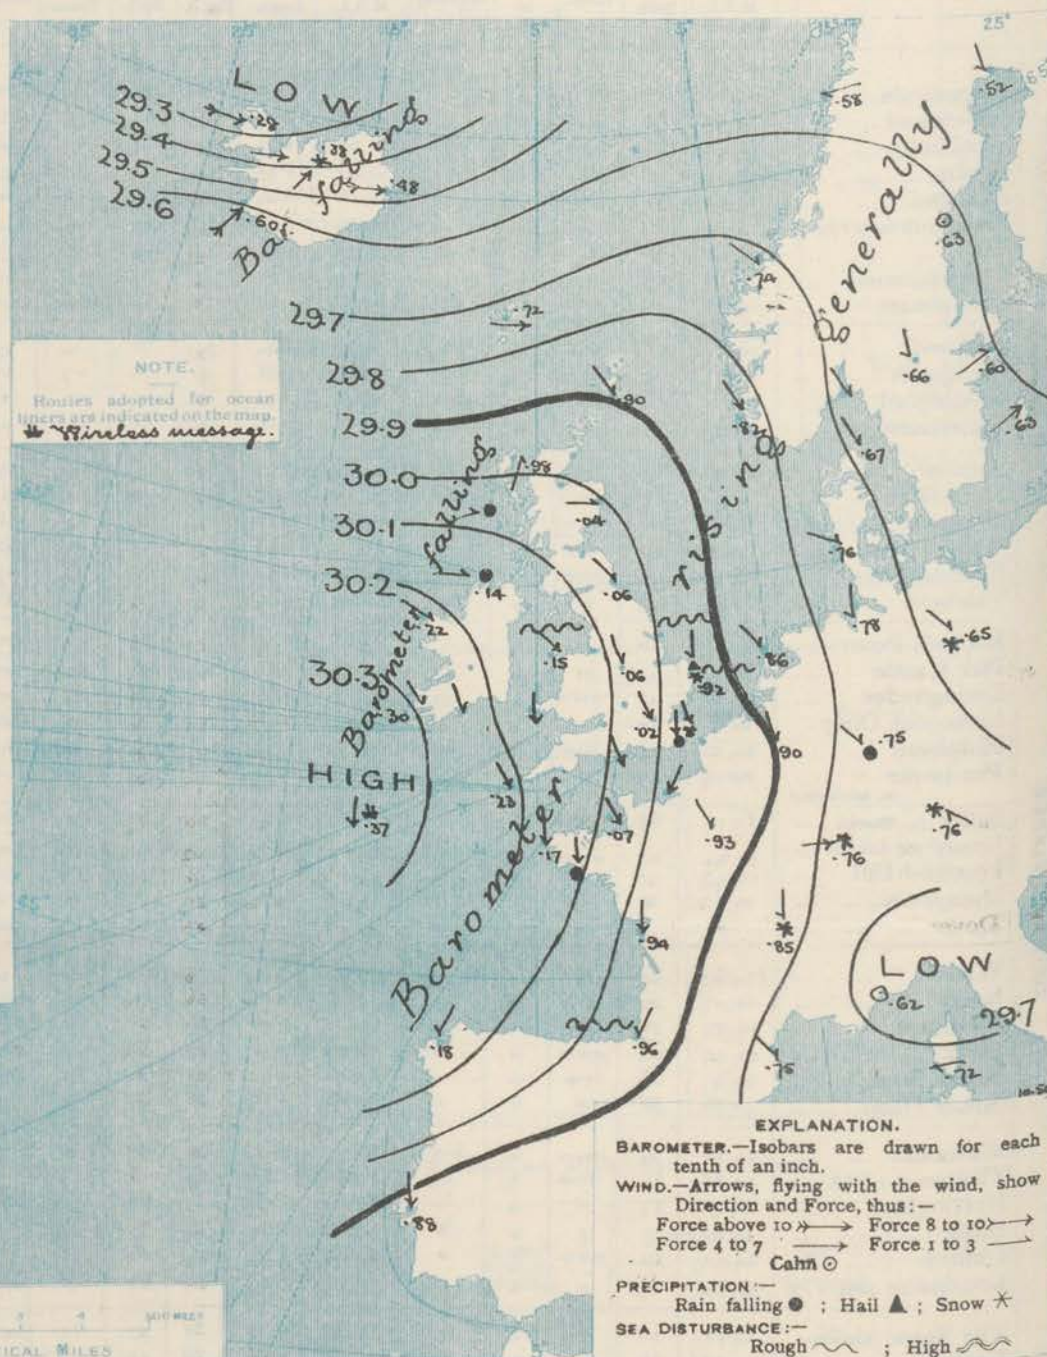 25°
LOW
29.3
29.4
29.5
29.6
.28
.38
.48
.60
Bar. falling
.58
.52
generally
.63
.74
29.7
.72
.66
.60
NOTE.
Routes adopted for ocean
liners are indicated on the map.
* Wireless message.
29.8
29.9
.90
.82
.67
.63
30.0
.98
30.1
.04
rising
.76
falling
30.2
.14
.06
.78
.22
.65
.15
.06
.86
30.3
.92
.30
Barometer
.02
.90
.75
HIGH
.37
.23
.07
.93
.76
.76
.17
Barometer
.94
.85
LOW
.62
29.7
.18
.96
.75
.72
.88
EXPLANATION.
BAROMETER.—Isobars are drawn for each
tenth of an inch.
WIND.—Arrows, flying with the wind, show
Direction and Force, thus:—
Force above 10 Force 8 to 10
Force 4 to 7 Force 1 to 3
Calm
PRECIPITATION:—
Rain falling ; Hail ; Snow
SEA DISTURBANCE:—
Rough ; High
MILES